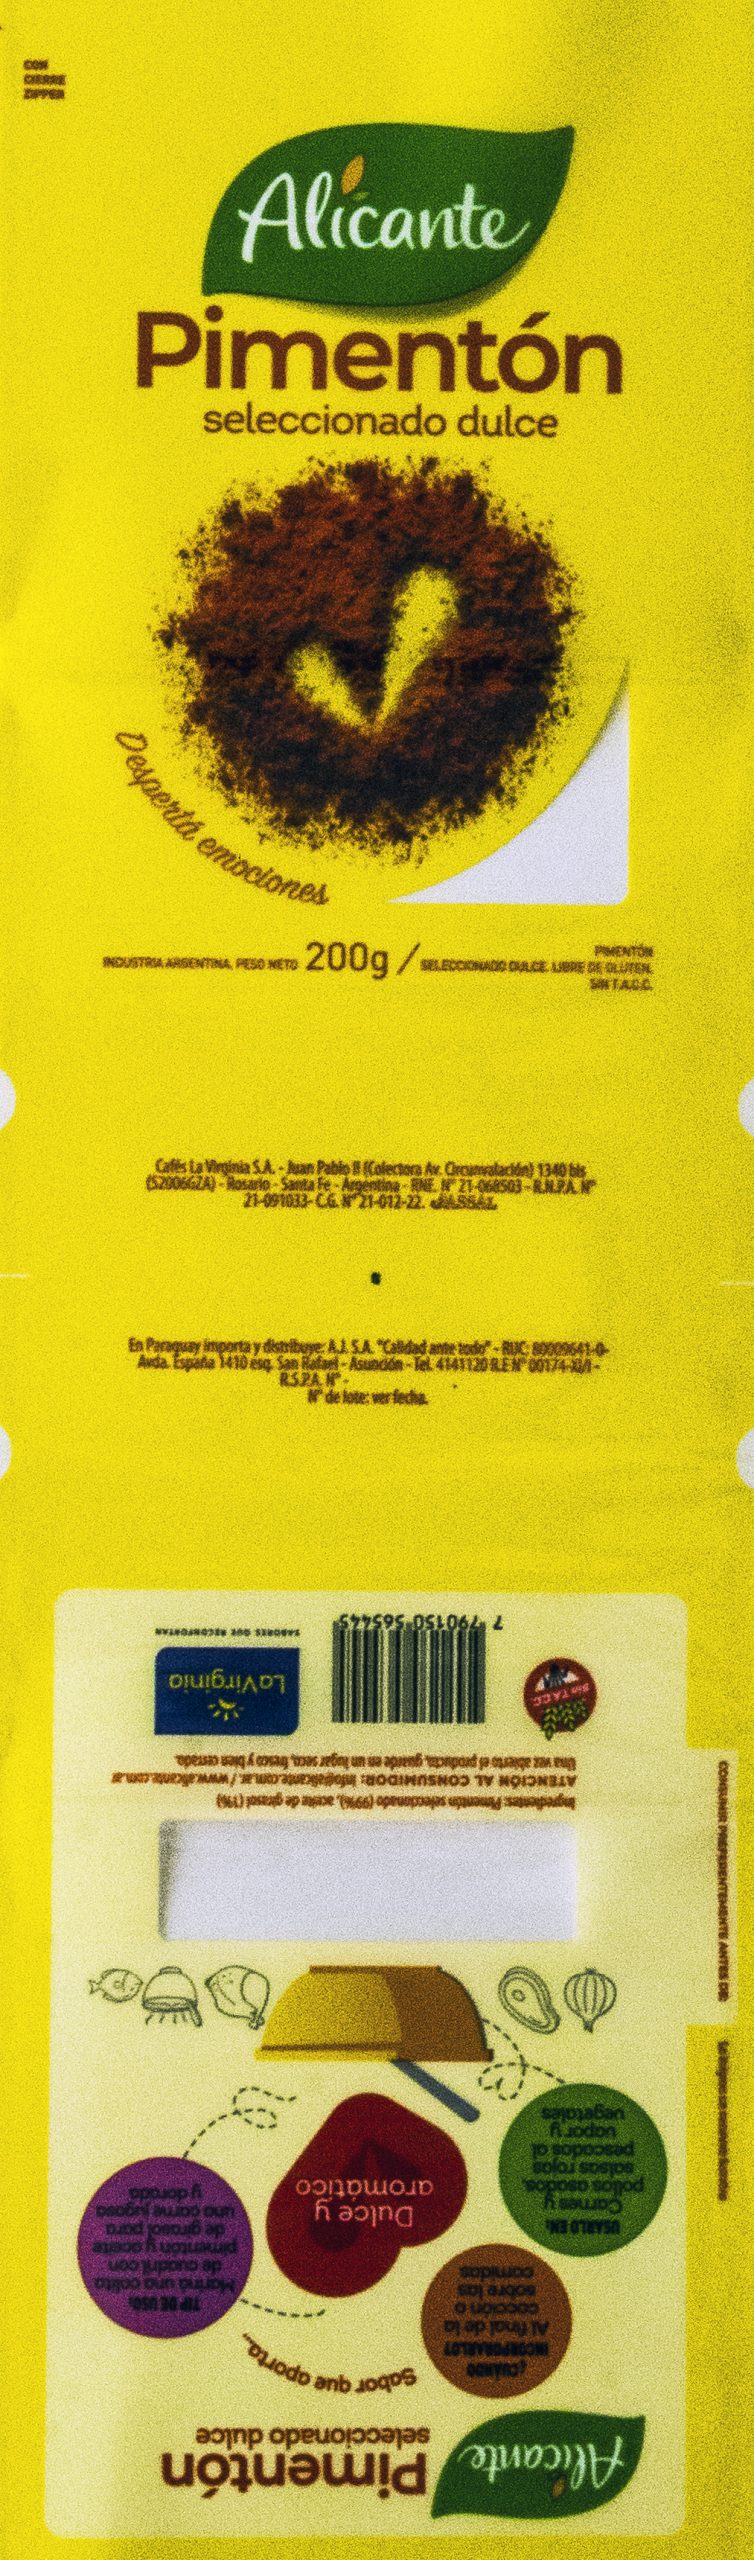 CON
CIERRE
ZIPPER
Alicante
Pimentón
seleccionado dulce
Despertá emociones
INDUSTRIA ARGENTINA. PESO NETO 200g / PIMENTÓN
SELECCIONADO DULCE. LIBRE DE GLUTEN.
SIN T.A.C.C.
Cafés La Virginia S.A. - Juan Pablo II (Colectora Av. Circunvalación) 1340 bis
(S2006GZA) - Rosario - Santa Fe - Argentina - RNE. N° 21-068503 - R.N.P.A. N°
21-091033- C.G. N° 21-012-22.
En Paraguay importa y distribuye: A.J. S.A. "Calidad ante todo" - RUC: 80009641-0-
Avda. España 1410 esq. San Rafael - Asunción - Tel. 4141120 R.E N° 00174-
R.S.P.A. N° -
N° de lote: ver fecha.
Alicante
Pimentón
seleccionado dulce
Sabor que aporta...
¿CUÁNDO
INCORPORARLO?
Al final de la
cocción o
sobre las
comidas
TIP DE USO:
Mariná una colita
de cuadril con
pimentón y aceite
de girasol para
una carne jugosa
y dorada
Dulce y
aromático
USARLO EN:
Carnes y
pollos asados,
salsas rojas
pescados al
vapor y
vegetales
Ingredientes: Pimentón seleccionado (99%), aceite de girasol (1%)
ATENCIÓN AL CONSUMIDOR: info@alicante.com.ar / www.alicante.com.ar
Una vez abierto el producto, guarde en un lugar seco, fresco y bien cerrado.
Sin T.A.C.C.
7 790150 565445
LaVirginia
SABORES QUE RECONFORTAN
CONSUMIR PREFERENTEMENTE ANTES DE: